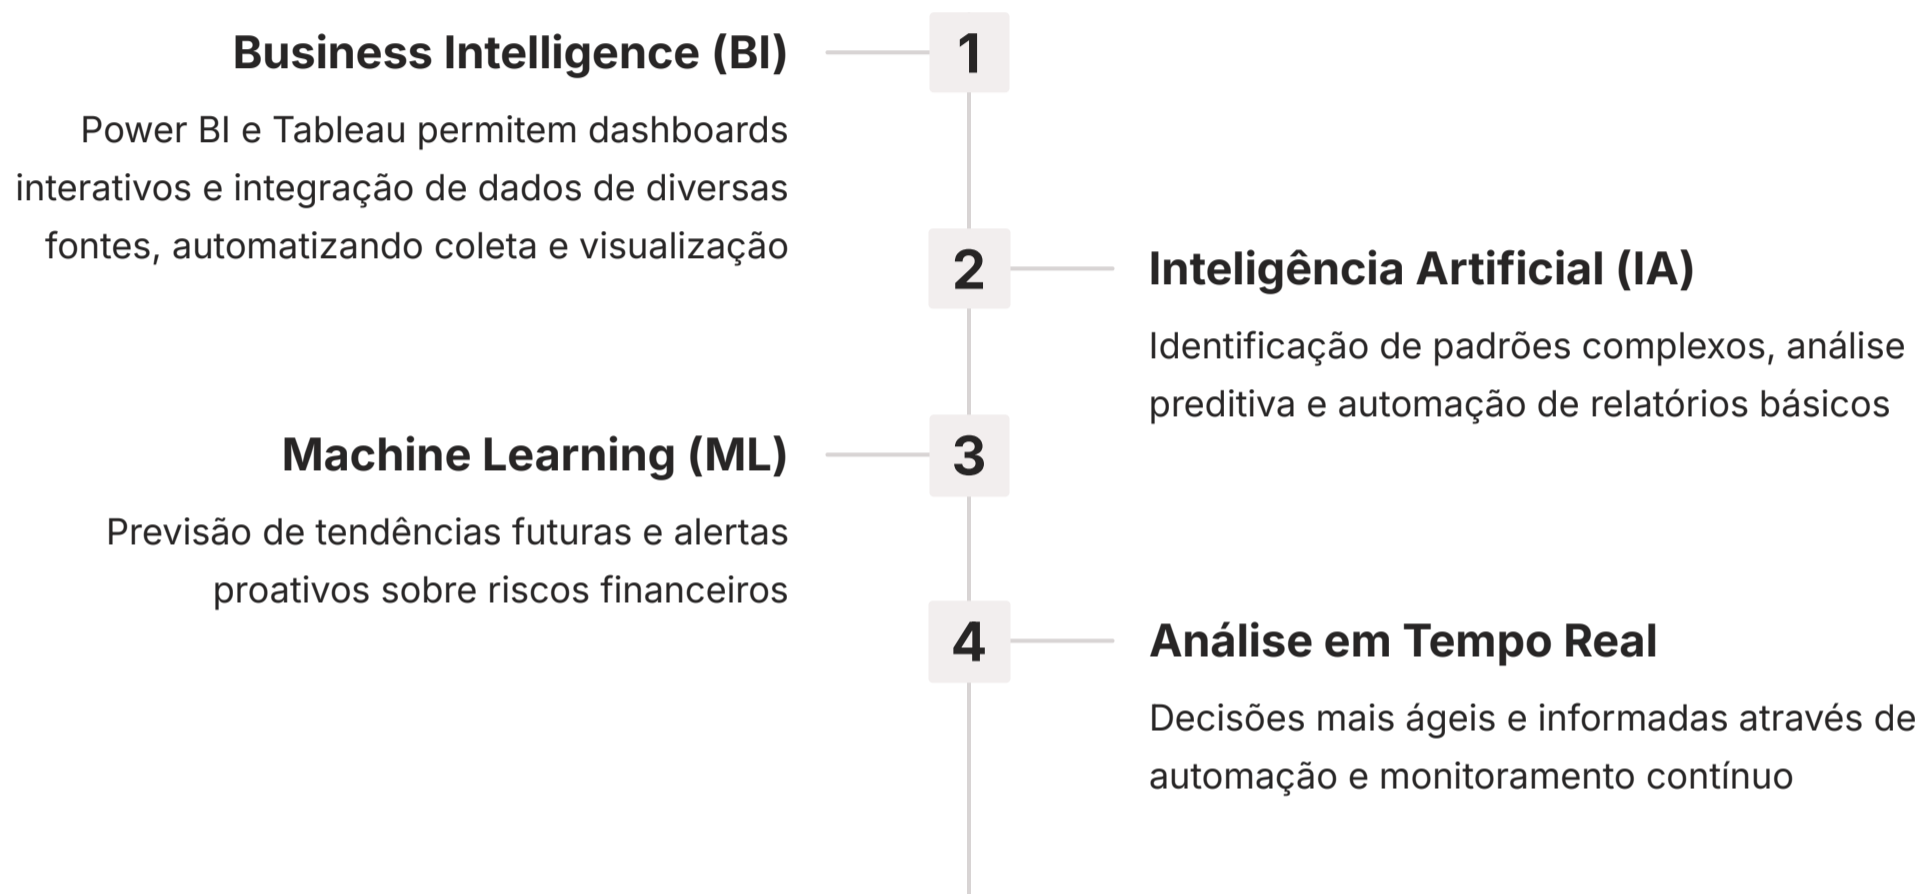 Business Intelligence (BI)
1
Power BI e Tableau permitem dashboards
interativos e integração de dados de diversas
fontes, automatizando coleta e visualização
2
Inteligência Artificial (IA)
Identificação de padrões complexos, análise
preditiva e automação de relatórios básicos
Machine Learning (ML)
3
Previsão de tendências futuras e alertas
proativos sobre riscos financeiros
4
Análise em Tempo Real
Decisões mais ágeis e informadas através de
automação e monitoramento contínuo